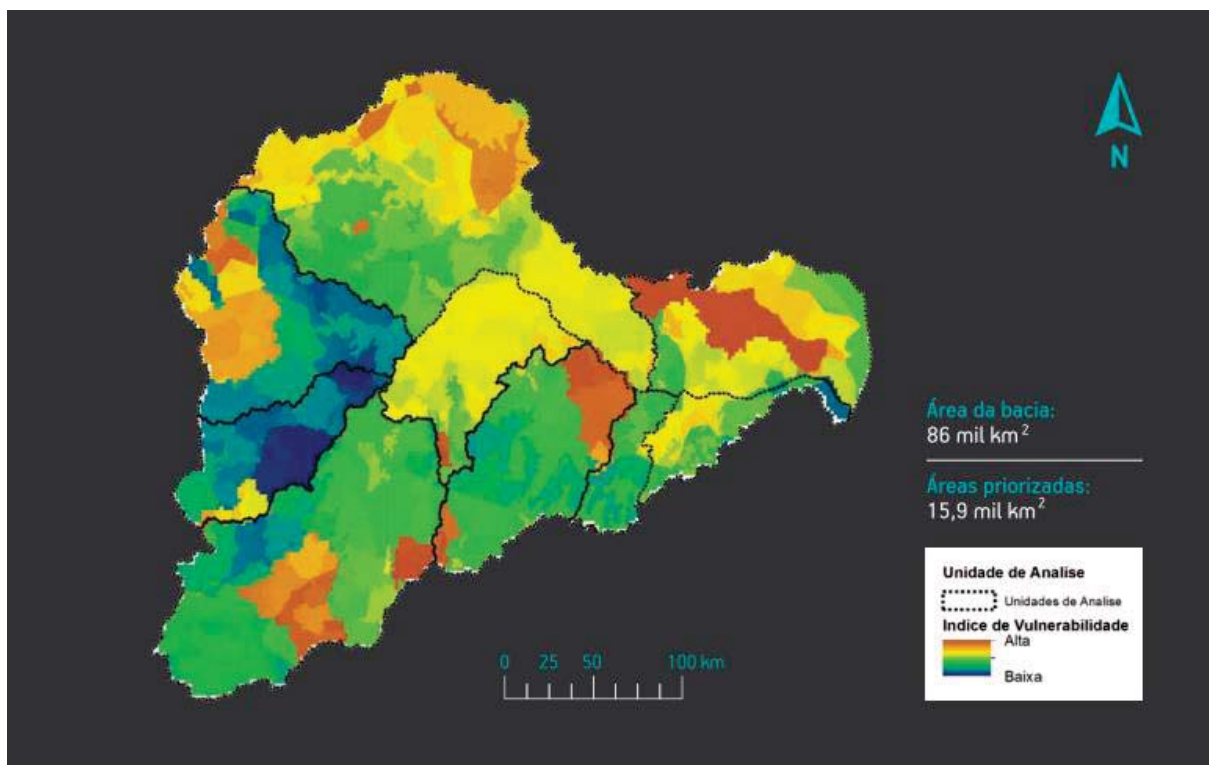 N
Área da bacia:
86 mil km²
Áreas priorizadas:
15,9 mil km²
Unidade de Analise
Unidades de Analise
Indice de Vulnerabilidade
Alta
Baixa
0 25 50 100 km